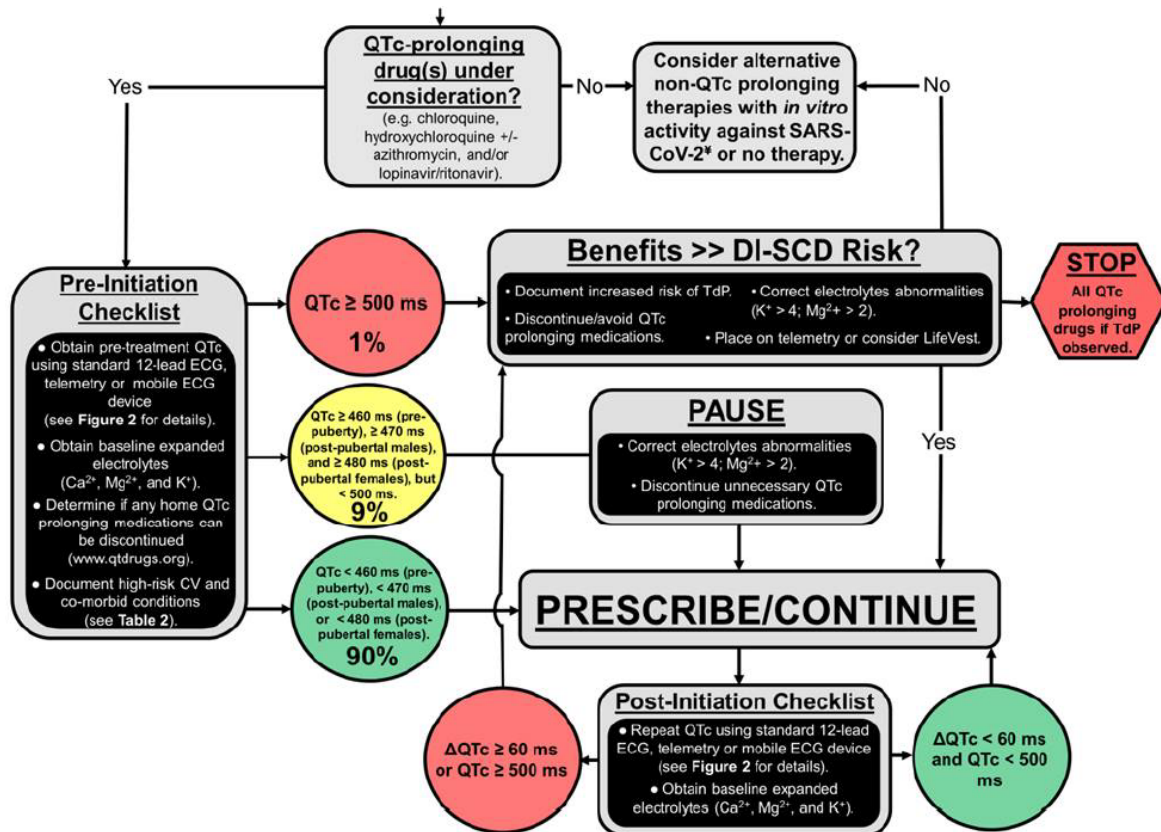 QTc-prolonging
drug(s) under
consideration?
(e.g. chloroquine,
hydroxychloroquine +/-
azithromycin, and/or
lopinavir/ritonavir).
Yes
No
Consider alternative
non-QTc prolonging
therapies with in vitro
activity against SARS-
CoV-2¥ or no therapy.
No
Pre-Initiation
Checklist
● Obtain pre-treatment QTc
using standard 12-lead ECG,
telemetry or mobile ECG
device
(see Figure 2 for details).
● Obtain baseline expanded
electrolytes
(Ca²⁺, Mg²⁺, and K⁺).
● Determine if any home QTc
prolonging medications can
be discontinued
(www.qtdrugs.org).
● Document high-risk CV and
co-morbid conditions
(see Table 2).
QTc ≥ 500 ms
1%
QTc ≥ 460 ms (pre-
puberty), ≥ 470 ms
(post-pubertal males),
and ≥ 480 ms (post-
pubertal females), but
< 500 ms.
9%
QTc < 460 ms (pre-
puberty), < 470 ms
(post-pubertal males),
or < 480 ms (post-
pubertal females).
90%
Benefits >> DI-SCD Risk?
• Document increased risk of TdP.
• Discontinue/avoid QTc
prolonging medications.
• Correct electrolytes abnormalities
(K⁺ > 4; Mg²⁺ > 2).
• Place on telemetry or consider LifeVest.
STOP
All QTc
prolonging
drugs if TdP
observed.
PAUSE
• Correct electrolytes abnormalities
(K⁺ > 4; Mg²⁺ > 2).
• Discontinue unnecessary QTc
prolonging medications.
Yes
PRESCRIBE/CONTINUE
Post-Initiation Checklist
● Repeat QTc using standard 12-lead
ECG, telemetry or mobile ECG device
(see Figure 2 for details).
● Obtain baseline expanded
electrolytes (Ca²⁺, Mg²⁺, and K⁺).
ΔQTc ≥ 60 ms
or QTc ≥ 500 ms
ΔQTc < 60 ms
and QTc < 500
ms